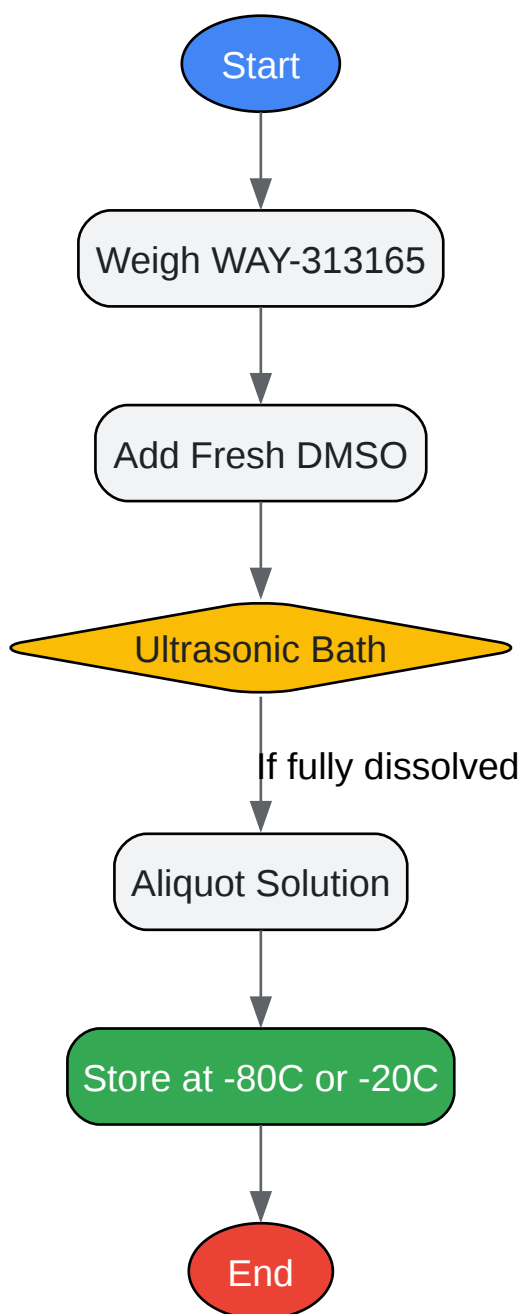 Start
Weigh WAY-313165
Add Fresh DMSO
Ultrasonic Bath
If fully dissolved
Aliquot Solution
Store at -80C or -20C
End